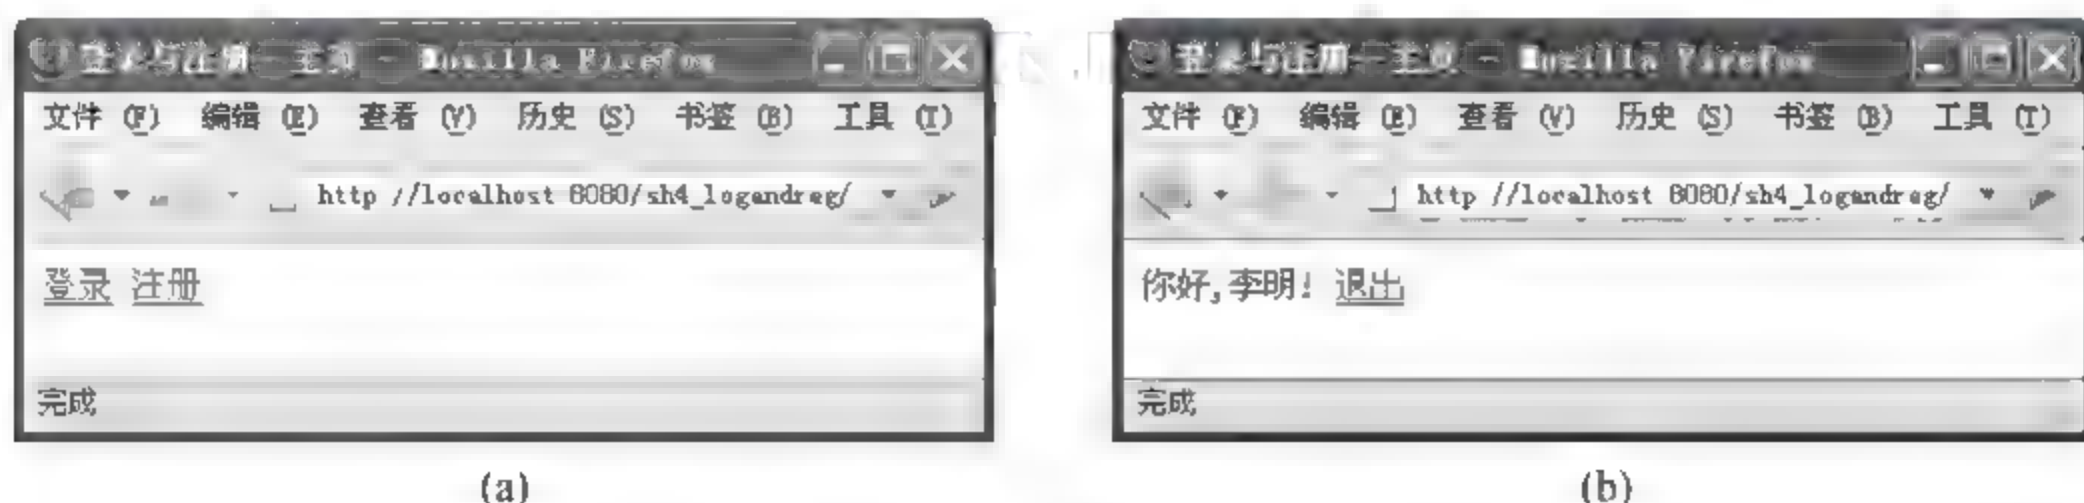 登录与注册－主页 - Mozilla Firefox
文件 (F) 编辑 (E) 查看 (V) 历史 (S) 书签 (B) 工具 (T)
http //localhost 8080/sh4_logandreg/
登录 注册
完成
(a)
登录与注册－主页 - Mozilla Firefox
文件 (F) 编辑 (E) 查看 (V) 历史 (S) 书签 (B) 工具 (T)
http //localhost 8080/sh4_logandreg/
你好,李明! 退出
完成
(b)